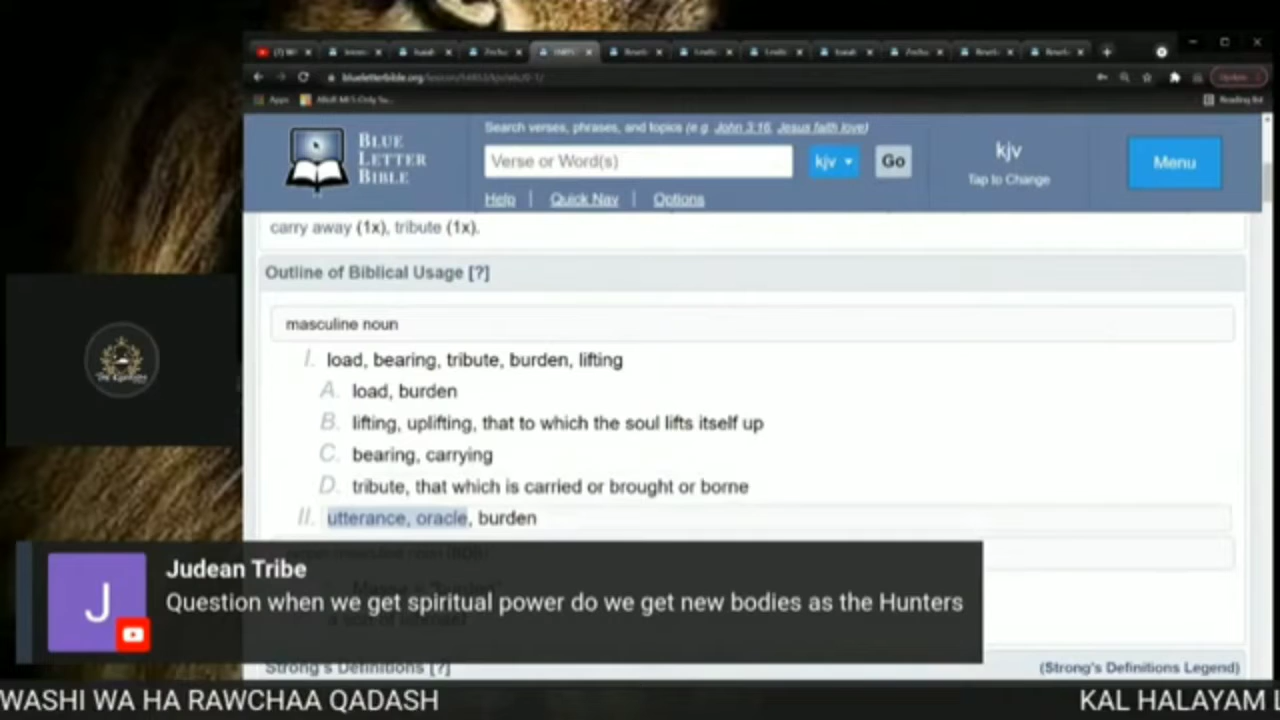 blueletterbible.org
Apps
Reading list
BLUE
LETTER
BIBLE
Search verses, phrases, and topics (e.g. John 3:16, Jesus faith love)
Verse or Word(s)
kjv
Go
Help | Quick Nav | Options
kjv
Tap to Change
Menu
carry away (1x), tribute (1x).
Outline of Biblical Usage [?]
masculine noun
I. load, bearing, tribute, burden, lifting
A. load, burden
B. lifting, uplifting, that to which the soul lifts itself up
C. bearing, carrying
D. tribute, that which is carried or brought or borne
II. utterance, oracle, burden
J
Judean Tribe
Question when we get spiritual power do we get new bodies as the Hunters
Strong's Definitions [?]
(Strong's Definitions Legend)
WASHI WA HA RAWCHAA QADASH
KAL HALAYAM